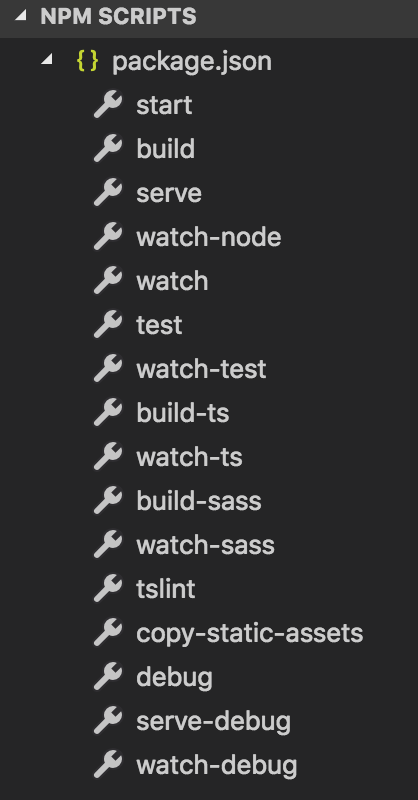 NPM SCRIPTS
{} package.json
start
build
serve
watch-node
watch
test
watch-test
build-ts
watch-ts
build-sass
watch-sass
tslint
copy-static-assets
debug
serve-debug
watch-debug